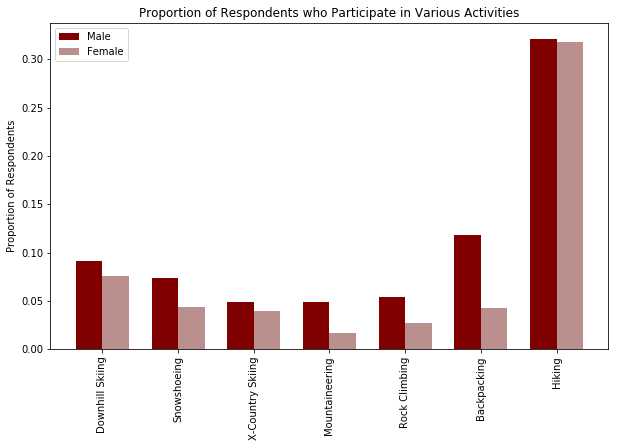 Proportion of Respondents who Participate in Various Activities
Male
Female
Proportion of Respondents
0.30
0.25
0.20
0.15
0.10
0.05
0.00
Downhill Skiing
Snowshoeing
X-Country Skiing
Mountaineering
Rock Climbing
Backpacking
Hiking